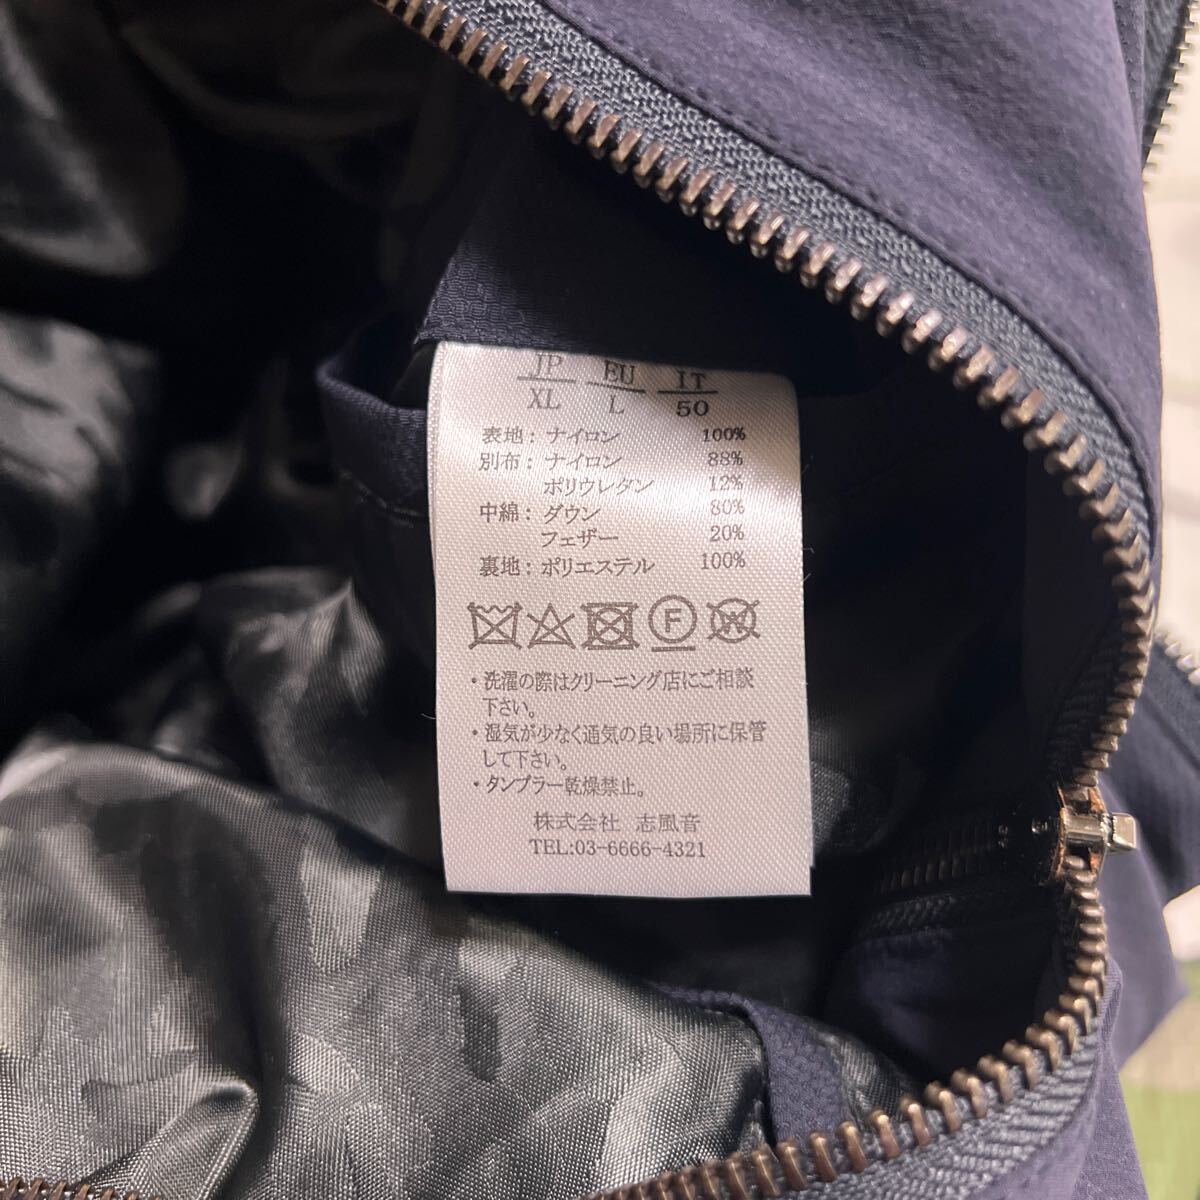 JP EU IT
XL L 50
表地：ナイロン 100%
別布：ナイロン 88%
ポリウレタン 12%
中綿：ダウン 80%
フェザー 20%
裏地：ポリエステル 100%
F W
・洗濯の際はクリーニング店にご相談
下さい。
・湿気が少なく通気の良い場所に保管
して下さい。
・タンブラー乾燥禁止。
株式会社 志風音
TEL:03-6666-4321